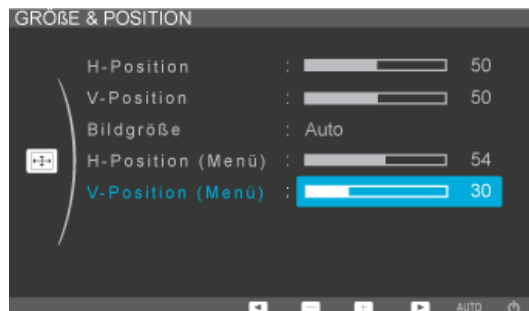 GRÖßE & POSITION
H-Position : 50
V-Position : 50
Bildgröße : Auto
H-Position (Menü) : 54
V-Position (Menü) : 30
AUTO